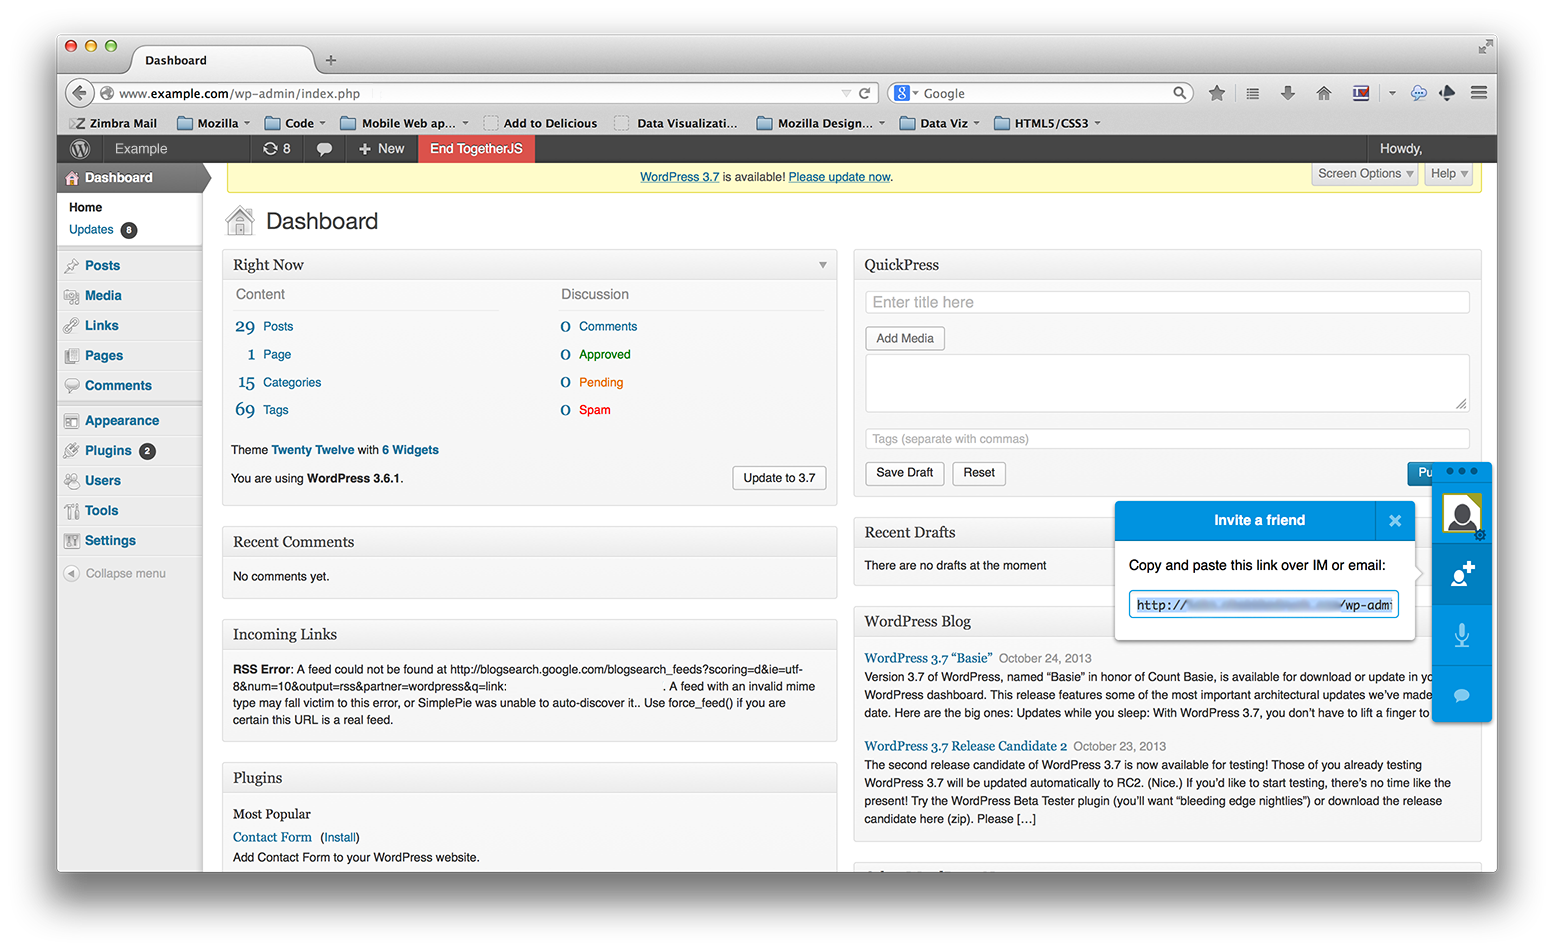 Dashboard
www.example.com/wp-admin/index.php
Google
Zimbra Mail
Mozilla
Code
Mobile Web ap...
Add to Delicious
Data Visualizati...
Mozilla Design...
Data Viz
HTML5/CSS3
Example
8
New
End TogetherJS
Howdy,
Dashboard
Home
Updates 8
Posts
Media
Links
Pages
Comments
Appearance
Plugins 2
Users
Tools
Settings
Collapse menu
WordPress 3.7 is available! Please update now.
Screen Options
Help
Dashboard
Right Now
Content
29 Posts
1 Page
15 Categories
69 Tags
Discussion
0 Comments
0 Approved
0 Pending
0 Spam
Theme Twenty Twelve with 6 Widgets
You are using WordPress 3.6.1.
Update to 3.7
Recent Comments
No comments yet.
Incoming Links
RSS Error: A feed could not be found at http://blogsearch.google.com/blogsearch_feeds?scoring=d&ie=utf-
8&num=10&output=rss&partner=wordpress&q=link: . A feed with an invalid mime
type may fall victim to this error, or SimplePie was unable to auto-discover it.. Use force_feed() if you are
certain this URL is a real feed.
Plugins
Most Popular
Contact Form (Install)
Add Contact Form to your WordPress website.
QuickPress
Enter title here
Add Media
Tags (separate with commas)
Save Draft
Reset
Pu
Recent Drafts
There are no drafts at the moment
Invite a friend
Copy and paste this link over IM or email:
http:// /wp-adm
WordPress Blog
WordPress 3.7 “Basie” October 24, 2013
Version 3.7 of WordPress, named “Basie” in honor of Count Basie, is available for download or update in yo
WordPress dashboard. This release features some of the most important architectural updates we’ve made
date. Here are the big ones: Updates while you sleep: With WordPress 3.7, you don’t have to lift a finger to
WordPress 3.7 Release Candidate 2 October 23, 2013
The second release candidate of WordPress 3.7 is now available for testing! Those of you already testing
WordPress 3.7 will be updated automatically to RC2. (Nice.) If you’d like to start testing, there’s no time like the
present! Try the WordPress Beta Tester plugin (you’ll want “bleeding edge nightlies”) or download the release
candidate here (zip). Please […]